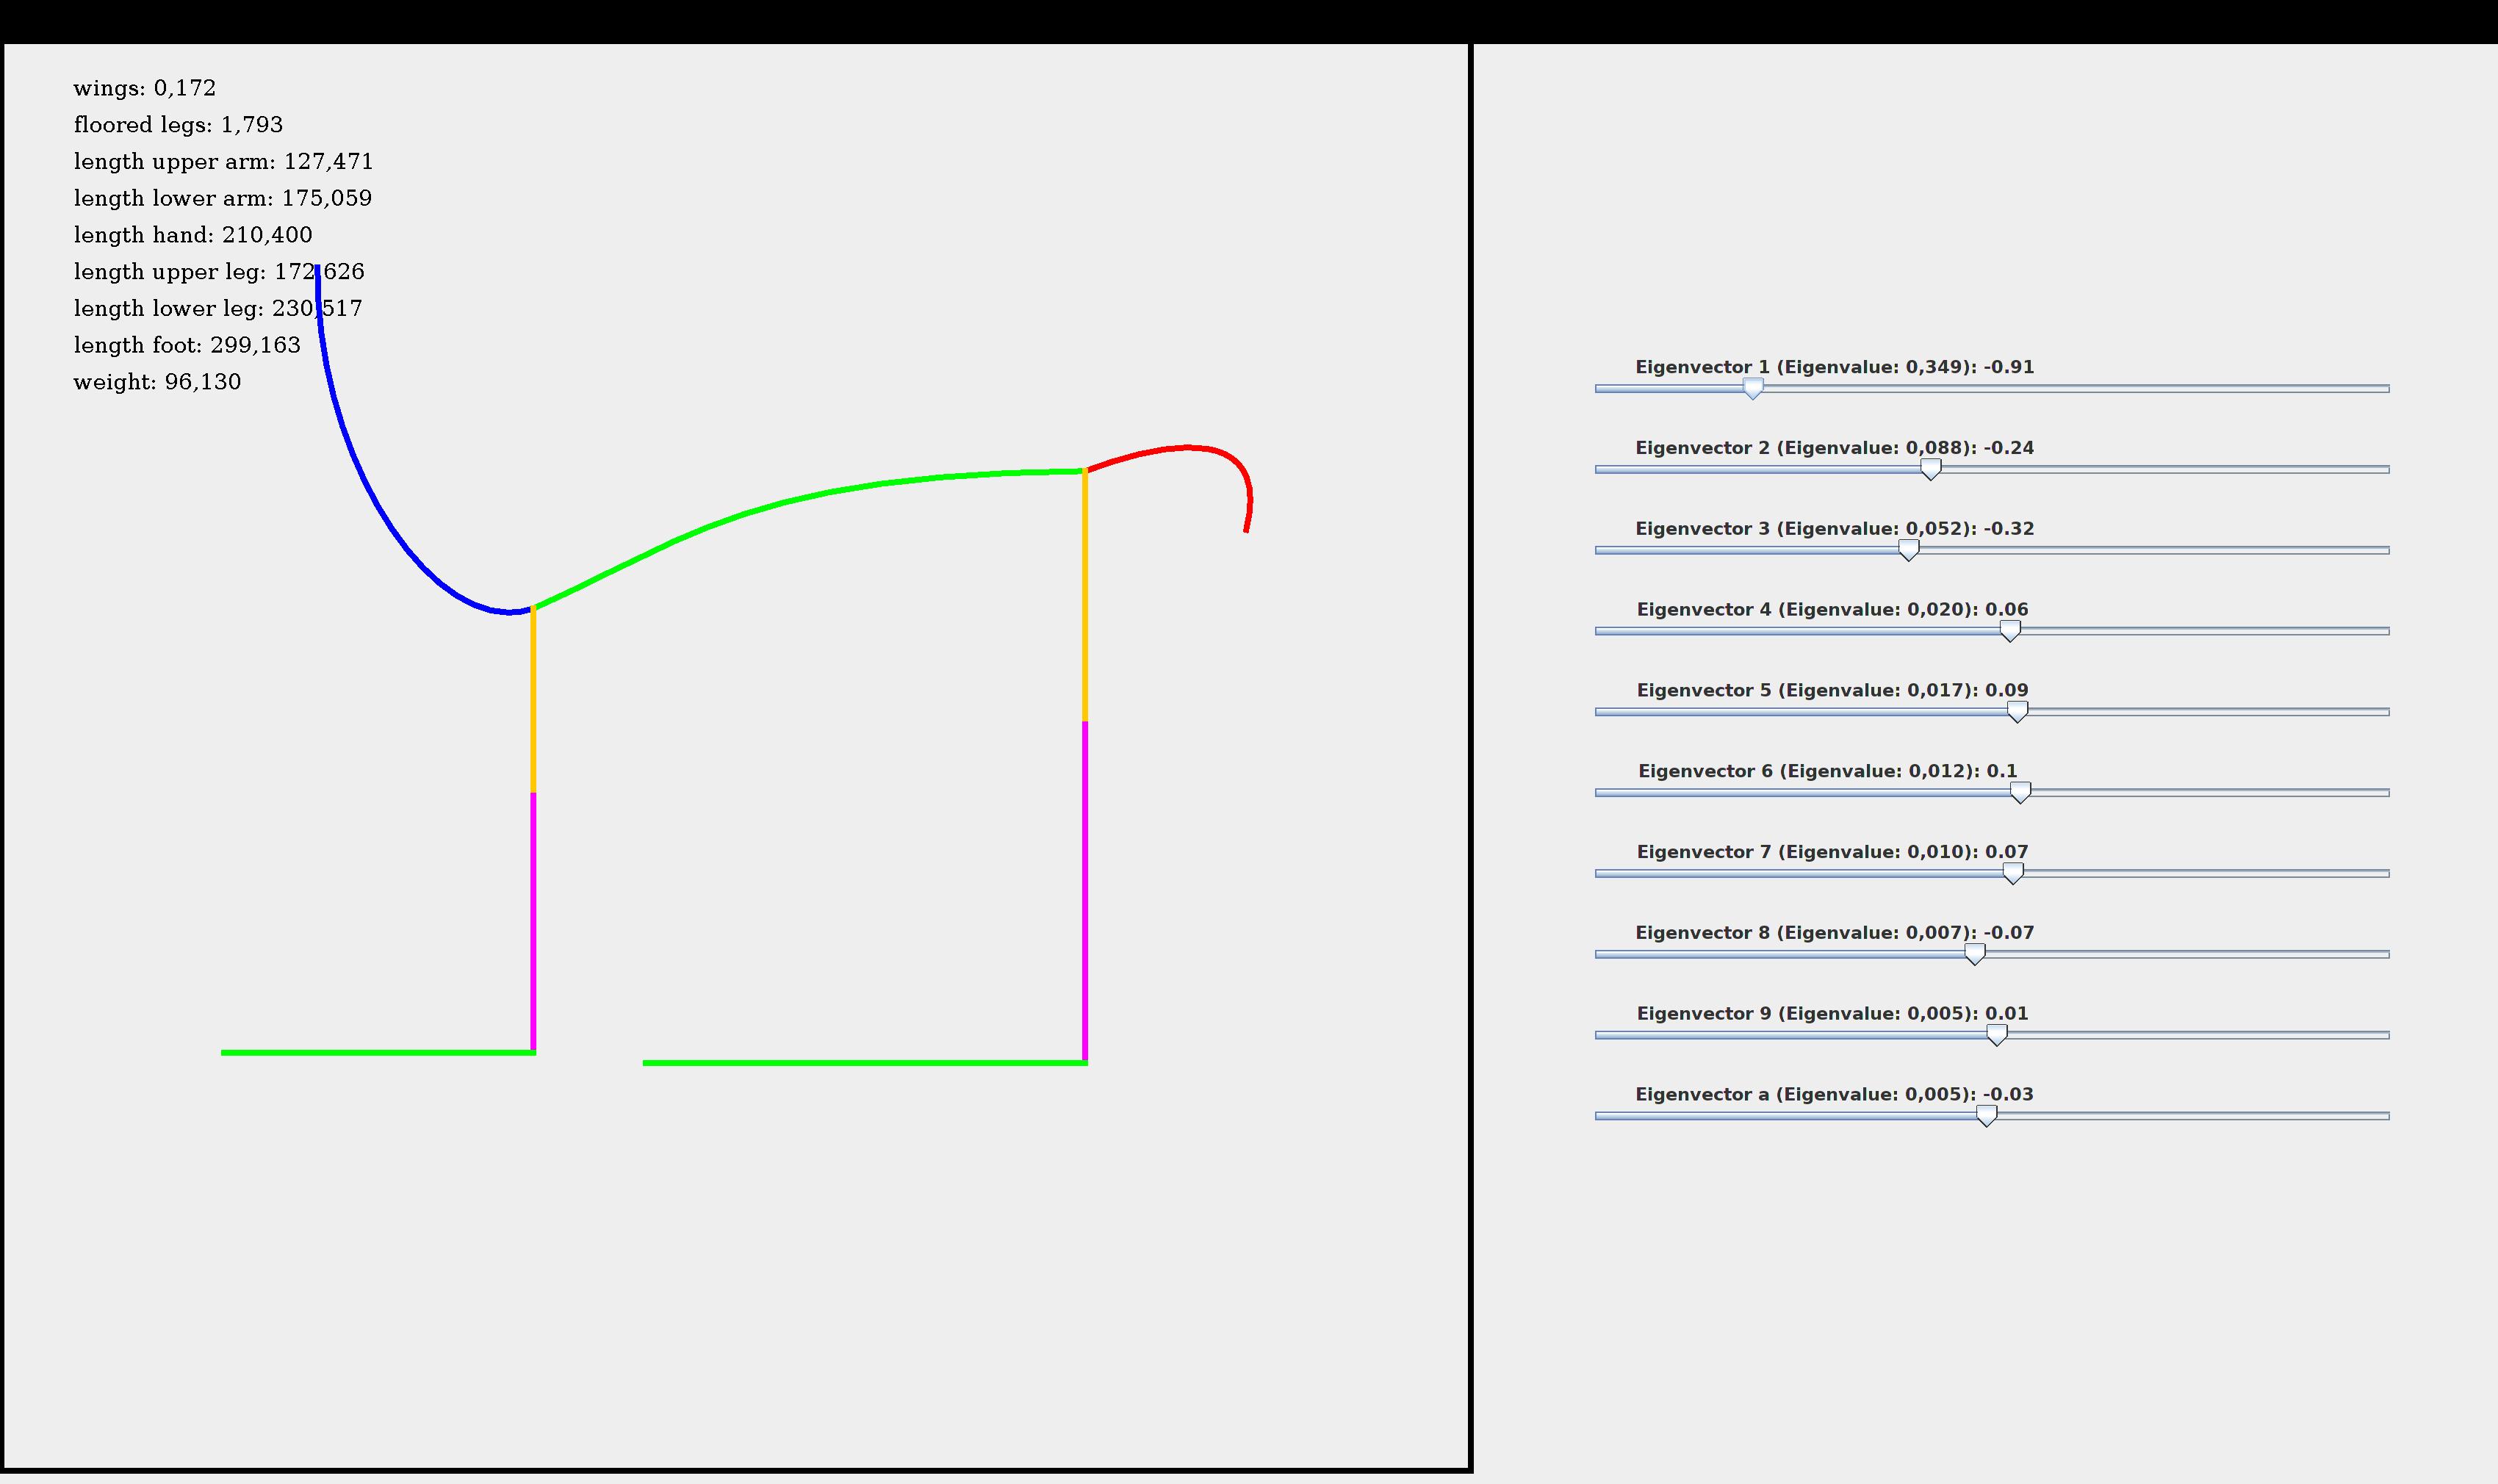 wings: 0,172
floored legs: 1,793
length upper arm: 127,471
length lower arm: 175,059
length hand: 210,400
length upper leg: 172,626
length lower leg: 230,517
length foot: 299,163
weight: 96,130
Eigenvector 1 (Eigenvalue: 0,349): -0.91
Eigenvector 2 (Eigenvalue: 0,088): -0.24
Eigenvector 3 (Eigenvalue: 0,052): -0.32
Eigenvector 4 (Eigenvalue: 0,020): 0.06
Eigenvector 5 (Eigenvalue: 0,017): 0.09
Eigenvector 6 (Eigenvalue: 0,012): 0.1
Eigenvector 7 (Eigenvalue: 0,010): 0.07
Eigenvector 8 (Eigenvalue: 0,007): -0.07
Eigenvector 9 (Eigenvalue: 0,005): 0.01
Eigenvector a (Eigenvalue: 0,005): -0.03